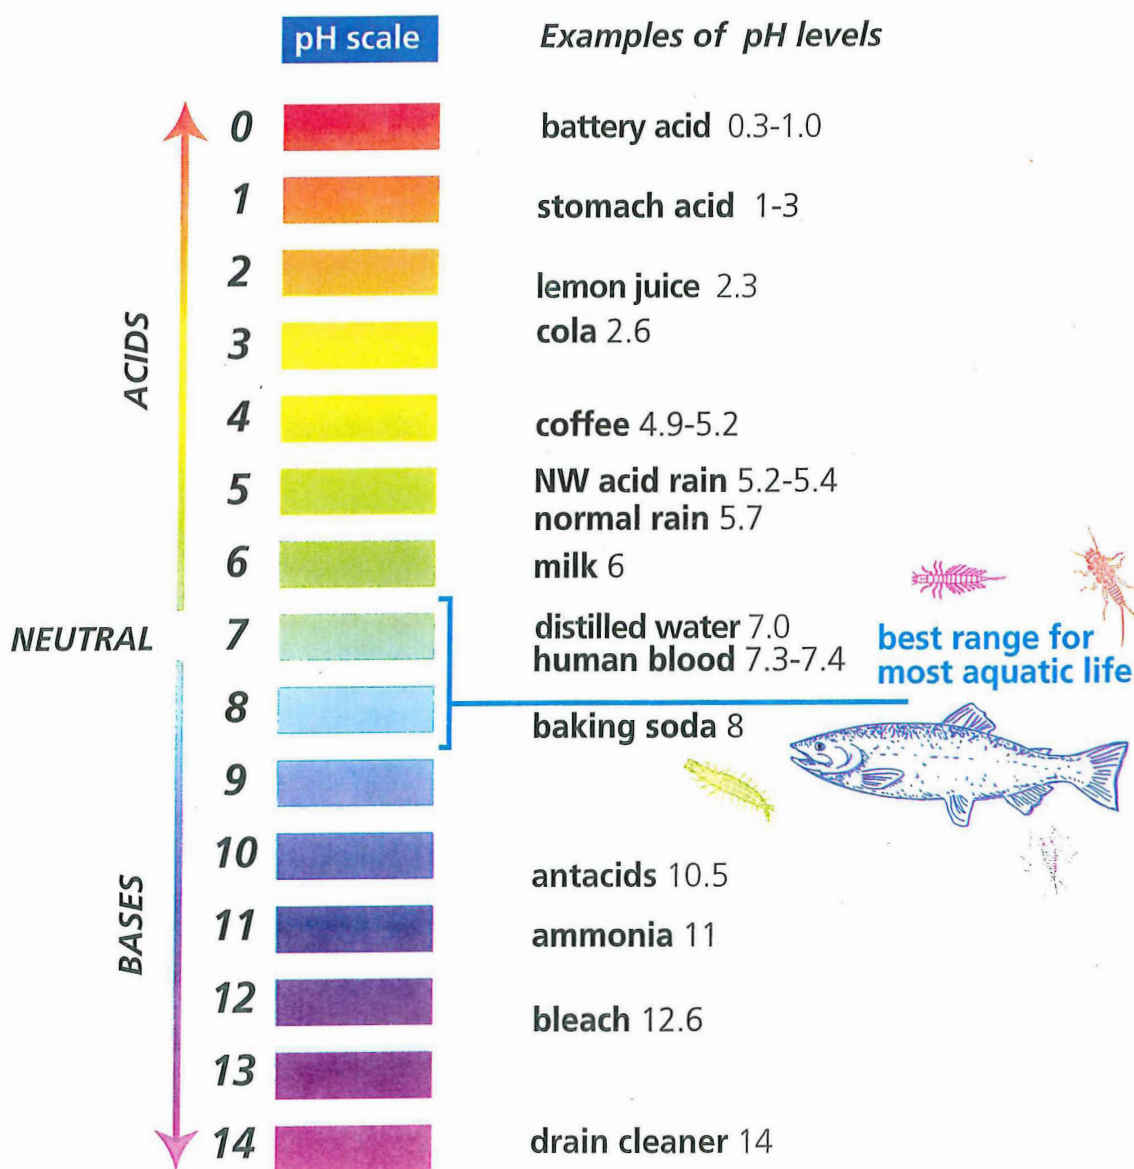 pH scale
Examples of pH levels
0
battery acid 0.3-1.0
1
stomach acid 1-3
2
lemon juice 2.3
3
cola 2.6
ACIDS
4
coffee 4.9-5.2
5
NW acid rain 5.2-5.4
normal rain 5.7
6
milk 6
NEUTRAL
7
distilled water 7.0
human blood 7.3-7.4
best range for
most aquatic life
8
baking soda 8
9
10
antacids 10.5
11
ammonia 11
BASES
12
bleach 12.6
13
14
drain cleaner 14